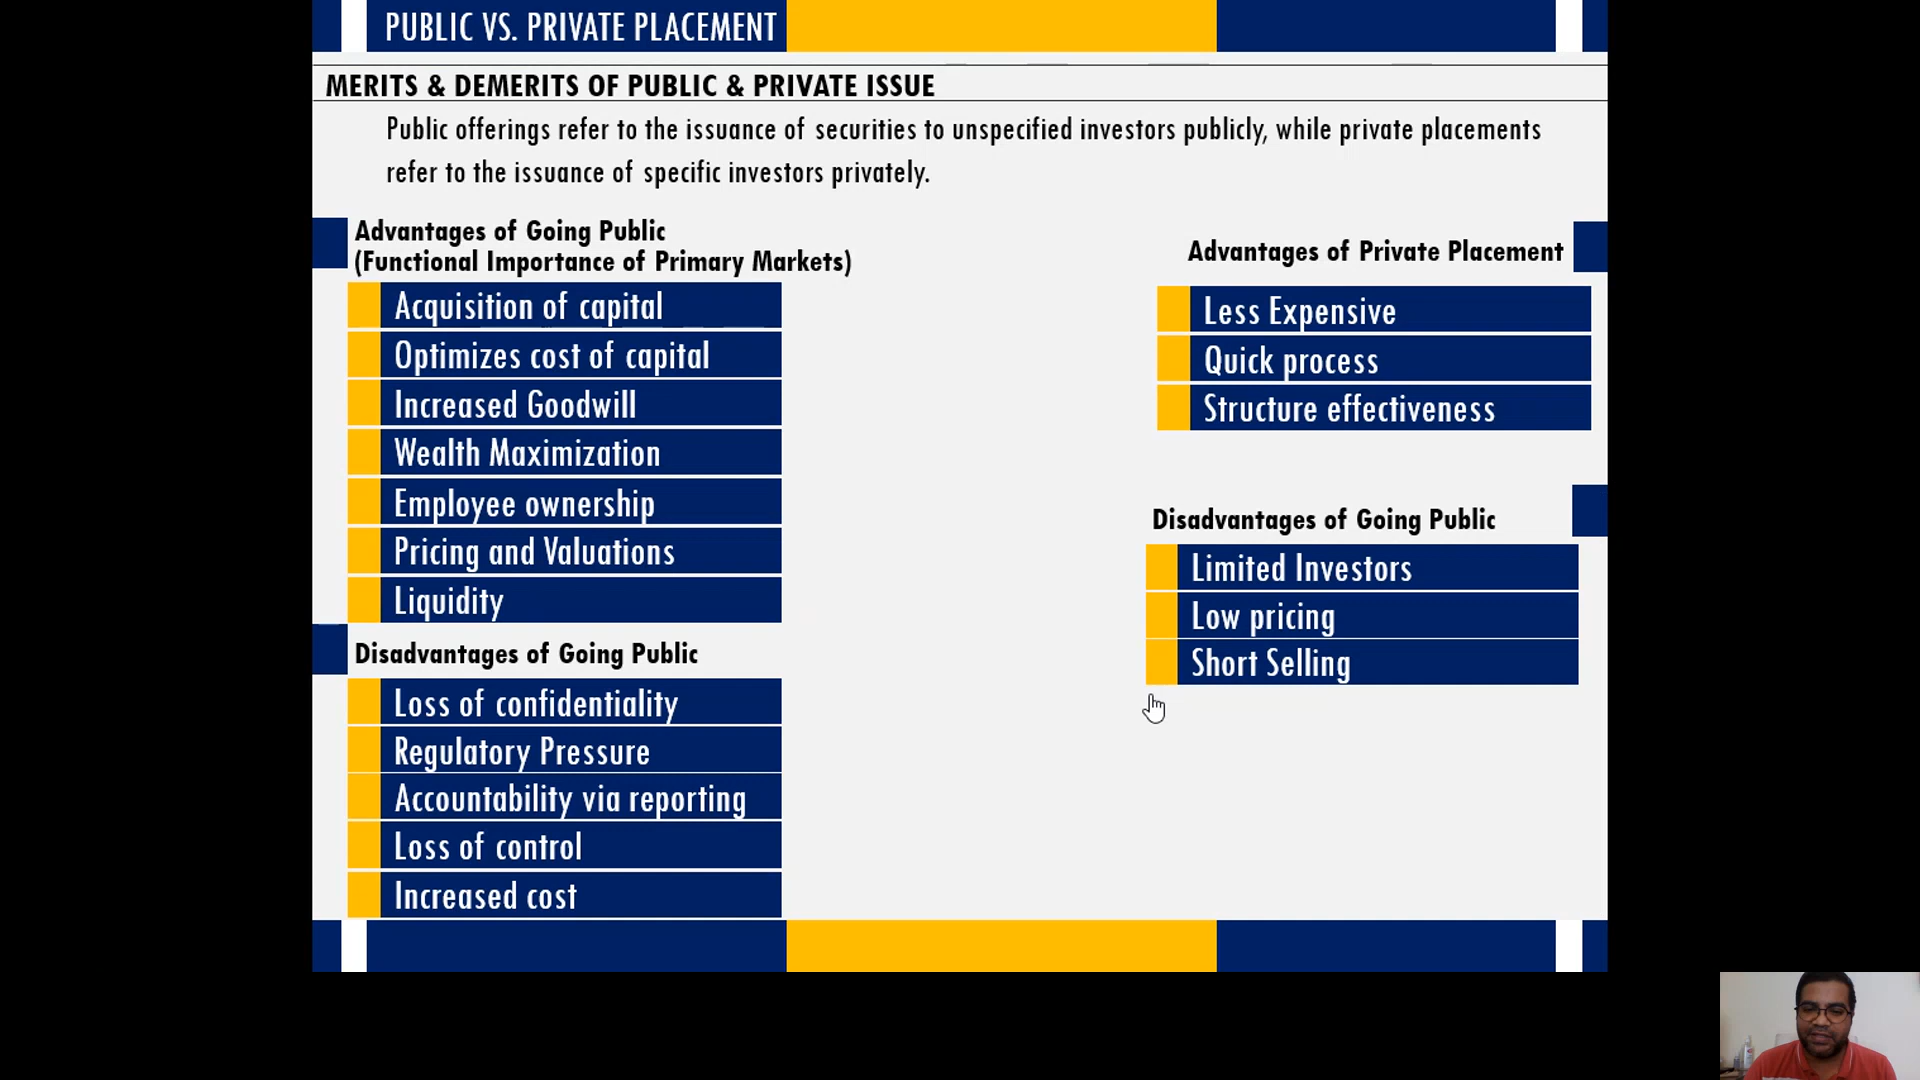 PUBLIC VS. PRIVATE PLACEMENT
MERITS & DEMERITS OF PUBLIC & PRIVATE ISSUE
Public offerings refer to the issuance of securities to unspecified investors publicly, while private placements
refer to the issuance of specific investors privately.
Advantages of Going Public
(Functional Importance of Primary Markets)
Acquisition of capital
Optimizes cost of capital
Increased Goodwill
Wealth Maximization
Employee ownership
Pricing and Valuations
Liquidity
Disadvantages of Going Public
Loss of confidentiality
Regulatory Pressure
Accountability via reporting
Loss of control
Increased cost
Advantages of Private Placement
Less Expensive
Quick process
Structure effectiveness
Disadvantages of Going Public
Limited Investors
Low pricing
Short Selling